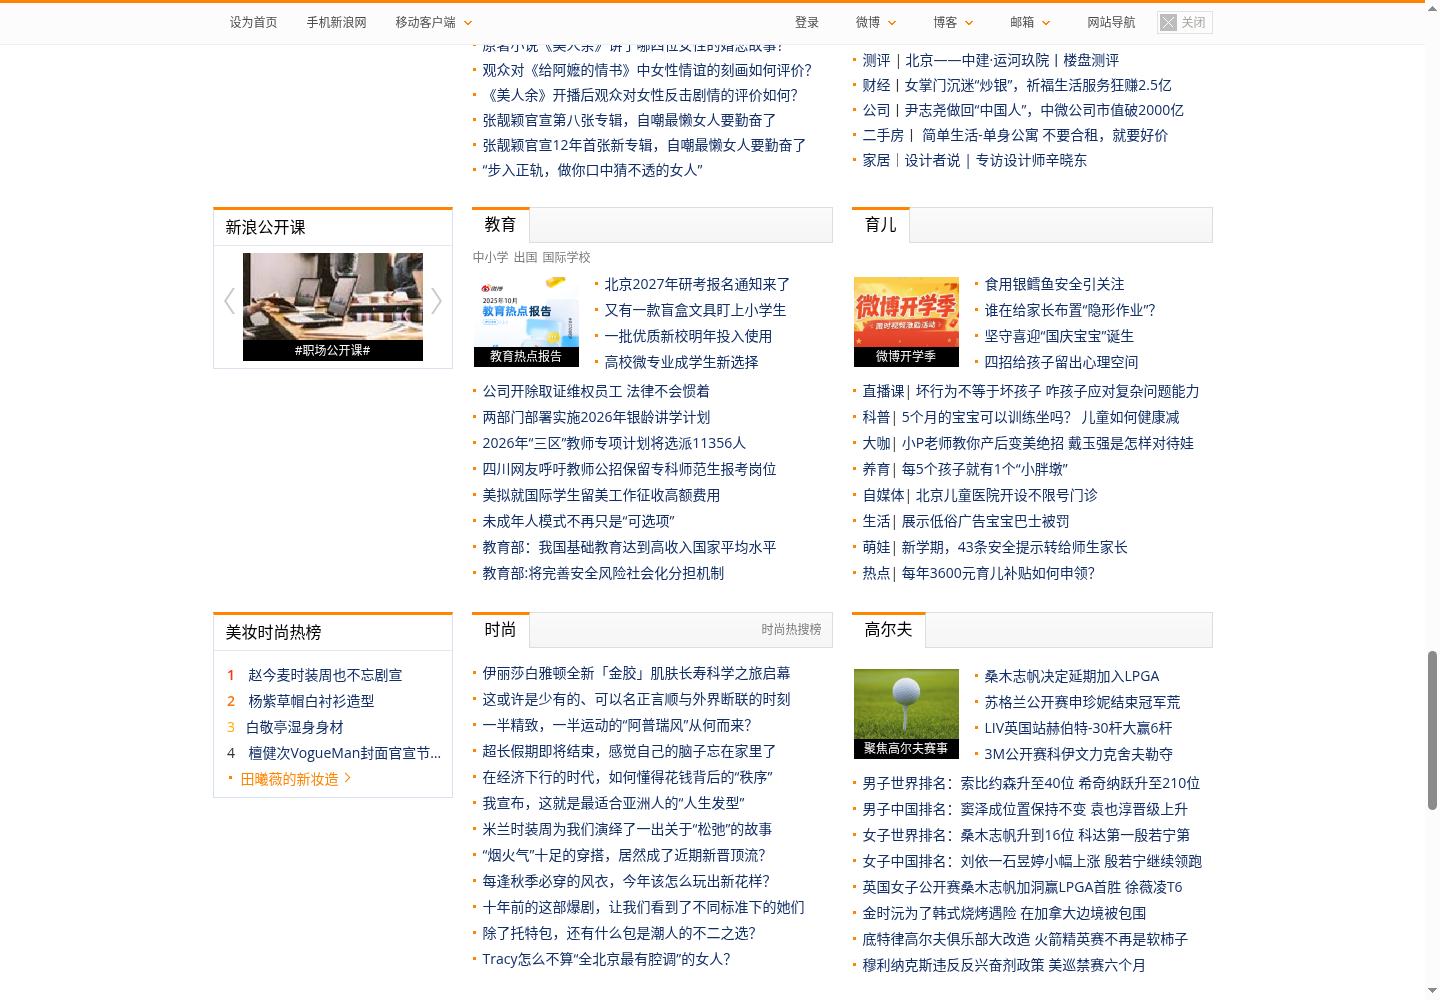 设为首页 手机新浪网 移动客户端 登录 微博 博客 邮箱 网站导航 关闭
原著小说《美人余》讲了哪四位女性的婚恋故事？
观众对《给阿嬷的情书》中女性情谊的刻画如何评价？
《美人余》开播后观众对女性反击剧情的评价如何？
张靓颖官宣第八张专辑，自嘲最懒女人要勤奋了
张靓颖官宣12年首张新专辑，自嘲最懒女人要勤奋了
“步入正轨，做你口中猜不透的女人”
测评 | 北京——中建·运河玖院丨楼盘测评
财经丨女掌门沉迷“炒银”，祈福生活服务狂赚2.5亿
公司丨尹志尧做回“中国人”，中微公司市值破2000亿
二手房丨 简单生活-单身公寓 不要合租，就要好价
家居｜设计者说 | 专访设计师辛晓东
新浪公开课
#职场公开课#
教育
中小学 出国 国际学校
2025年10月
教育热点报告
教育热点报告
北京2027年研考报名通知来了
又有一款盲盒文具盯上小学生
一批优质新校明年投入使用
高校微专业成学生新选择
公司开除取证维权员工 法律不会惯着
两部门部署实施2026年银龄讲学计划
2026年“三区”教师专项计划将选派11356人
四川网友呼吁教师公招保留专科师范生报考岗位
美拟就国际学生留美工作征收高额费用
未成年人模式不再只是“可选项”
教育部：我国基础教育达到高收入国家平均水平
教育部:将完善安全风险社会化分担机制
育儿
微博开学季
微博开学季
食用银鳕鱼安全引关注
谁在给家长布置“隐形作业”？
坚守喜迎“国庆宝宝”诞生
四招给孩子留出心理空间
直播课| 坏行为不等于坏孩子 咋孩子应对复杂问题能力
科普| 5个月的宝宝可以训练坐吗？ 儿童如何健康减
大咖| 小P老师教你产后变美绝招 戴玉强是怎样对待娃
养育| 每5个孩子就有1个“小胖墩”
自媒体| 北京儿童医院开设不限号门诊
生活| 展示低俗广告宝宝巴士被罚
萌娃| 新学期，43条安全提示转给师生家长
热点| 每年3600元育儿补贴如何申领？
美妆时尚热榜
1 赵今麦时装周也不忘剧宣
2 杨紫草帽白衬衫造型
3 白敬亭湿身身材
4 檀健次VogueMan封面官宣节...
田曦薇的新妆造
时尚 时尚热搜榜
伊丽莎白雅顿全新「金胶」肌肤长寿科学之旅启幕
这或许是少有的、可以名正言顺与外界断联的时刻
一半精致，一半运动的“阿普瑞风”从何而来？
超长假期即将结束，感觉自己的脑子忘在家里了
在经济下行的时代，如何懂得花钱背后的“秩序”
我宣布，这就是最适合亚洲人的“人生发型”
米兰时装周为我们演绎了一出关于“松弛”的故事
“烟火气”十足的穿搭，居然成了近期新晋顶流？
每逢秋季必穿的风衣，今年该怎么玩出新花样？
十年前的这部爆剧，让我们看到了不同标准下的她们
除了托特包，还有什么包是潮人的不二之选？
Tracy怎么不算“全北京最有腔调”的女人？
高尔夫
聚焦高尔夫赛事
桑木志帆决定延期加入LPGA
苏格兰公开赛申珍妮结束冠军荒
LIV英国站赫伯特-30杆大赢6杆
3M公开赛科伊文力克舍夫勒夺
男子世界排名：索比约森升至40位 希奇纳跃升至210位
男子中国排名：窦泽成位置保持不变 袁也淳晋级上升
女子世界排名：桑木志帆升到16位 科达第一殷若宁第
女子中国排名：刘依一石昱婷小幅上涨 殷若宁继续领跑
英国女子公开赛桑木志帆加洞赢LPGA首胜 徐薇凌T6
金时沅为了韩式烧烤遇险 在加拿大边境被包围
底特律高尔夫俱乐部大改造 火箭精英赛不再是软柿子
穆利纳克斯违反反兴奋剂政策 美巡禁赛六个月